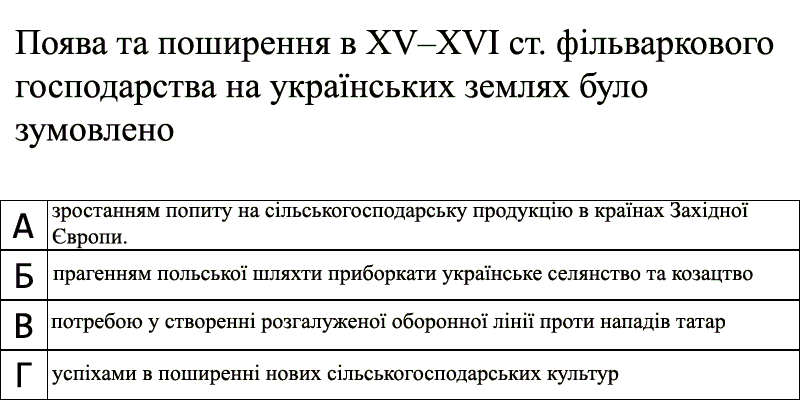 Поява та поширення в XV–XVI ст. фільваркового
господарства на українських землях було
зумовлено
А зростанням попиту на сільськогосподарську продукцію в країнах Західної
Європи.
Б прагненням польської шляхти приборкати українське селянство та козацтво
В потребою у створенні розгалуженої оборонної лінії проти нападів татар
Г успіхами в поширенні нових сільськогосподарських культур